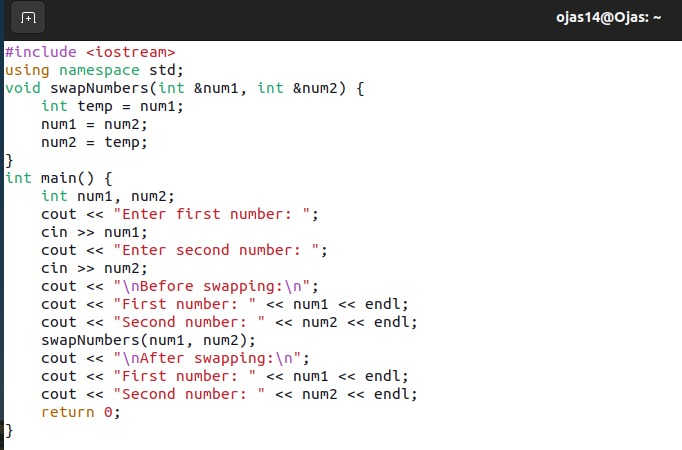 ojas14@Ojas: ~
#include <iostream>
using namespace std;
void swapNumbers(int &num1, int &num2) {
    int temp = num1;
    num1 = num2;
    num2 = temp;
}
int main() {
    int num1, num2;
    cout << "Enter first number: ";
    cin >> num1;
    cout << "Enter second number: ";
    cin >> num2;
    cout << "\nBefore swapping:\n";
    cout << "First number: " << num1 << endl;
    cout << "Second number: " << num2 << endl;
    swapNumbers(num1, num2);
    cout << "\nAfter swapping:\n";
    cout << "First number: " << num1 << endl;
    cout << "Second number: " << num2 << endl;
    return 0;
}